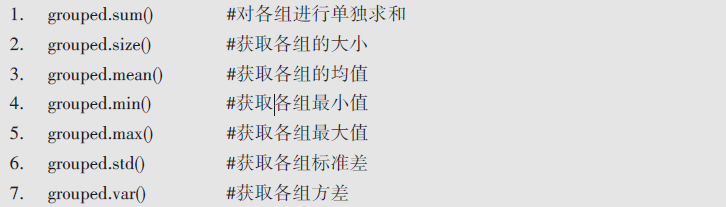 1. grouped.sum() #对各组进行单独求和
2. grouped.size() #获取各组的大小
3. grouped.mean() #获取各组的均值
4. grouped.min() #获取各组最小值
5. grouped.max() #获取各组最大值
6. grouped.std() #获取各组标准差
7. grouped.var() #获取各组方差